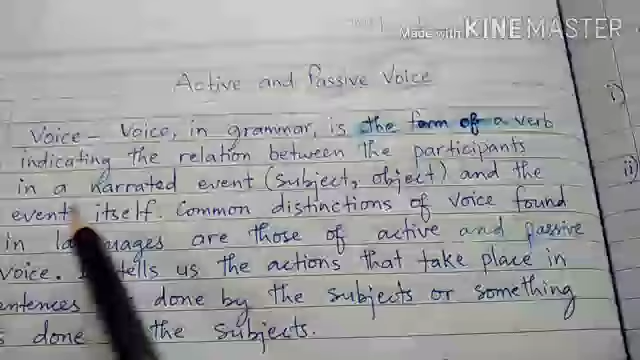 Made with KINEMASTER
Active and Passive Voice
i)
Voice – Voice, in grammar, is the form of a verb
indicating the relation between the participants
ii)
in a narrated event (subject, object) and the
event itself. Common distinctions of voice found
in are those of active and passive
voice. tells us the actions that take place in
done by the subjects or something
done the subjects.